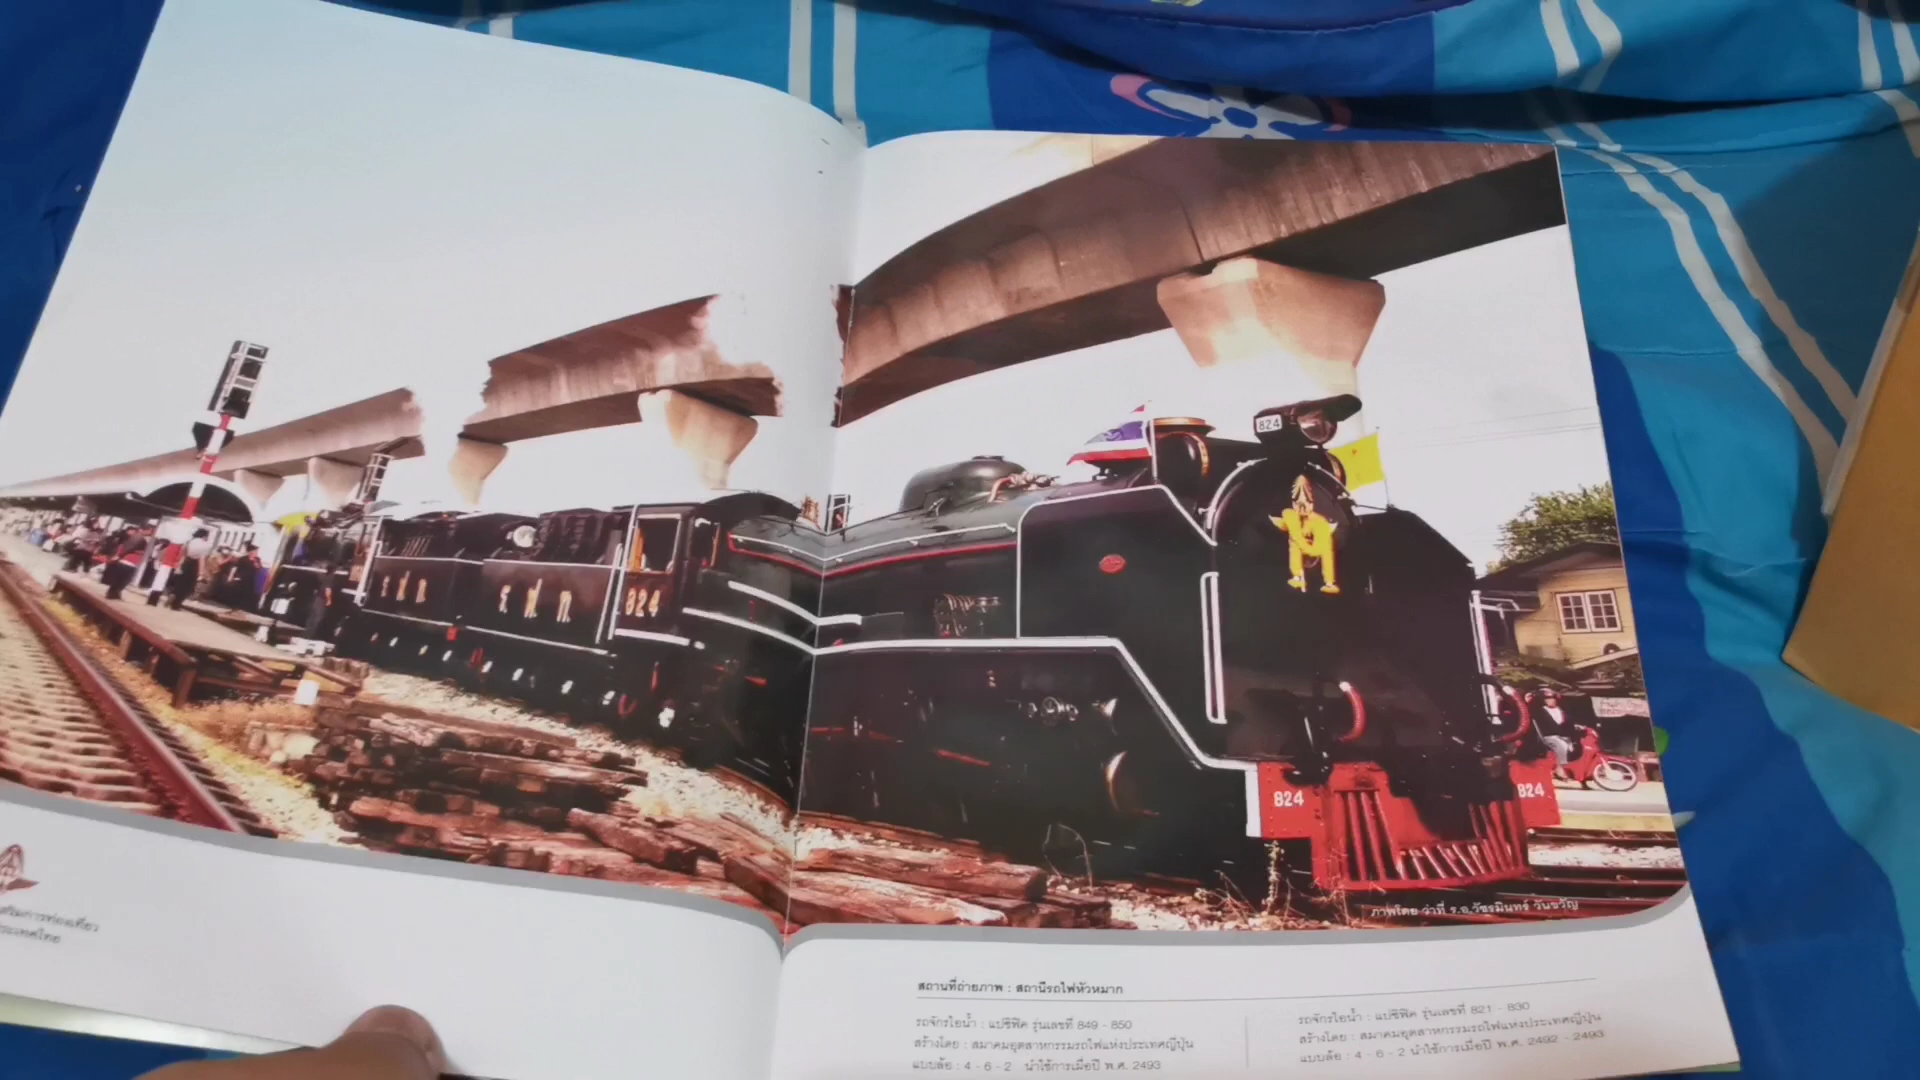 824
ร ฟ ท
ร. ฟ. ท.
824
824
824
ภาพโดย ว่าที่ ร.อ.วัชรมินทร์ วันขวัญ
สถานที่ถ่ายภาพ : สถานีรถไฟหัวหมาก
รถจักรไอน้ำ : แปซิฟิค รุ่นเลขที่ 849 - 850
สร้างโดย : สมาคมอุตสาหกรรมรถไฟแห่งประเทศญี่ปุ่น
แบบล้อ : 4 - 6 - 2 นำใช้การเมื่อปี พ.ศ. 2493
รถจักรไอน้ำ : แปซิฟิค รุ่นเลขที่ 821 - 830
สร้างโดย : สมาคมอุตสาหกรรมรถไฟแห่งประเทศญี่ปุ่น
แบบล้อ : 4 - 6 - 2 นำใช้การเมื่อปี พ.ศ. 2492 - 2493